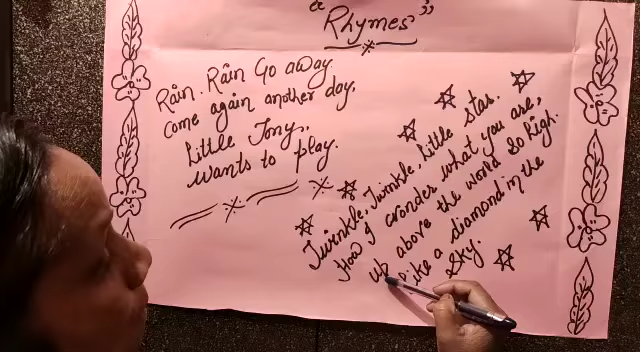 "Rhymes"
Rain, Rain Go away.
Come again another day,
Little Tony,,
wants to play.
Twinkle, Twinkle, Little star.
How I wonder what you are,
up above the world So high.
Like a diamond in the
Sky.